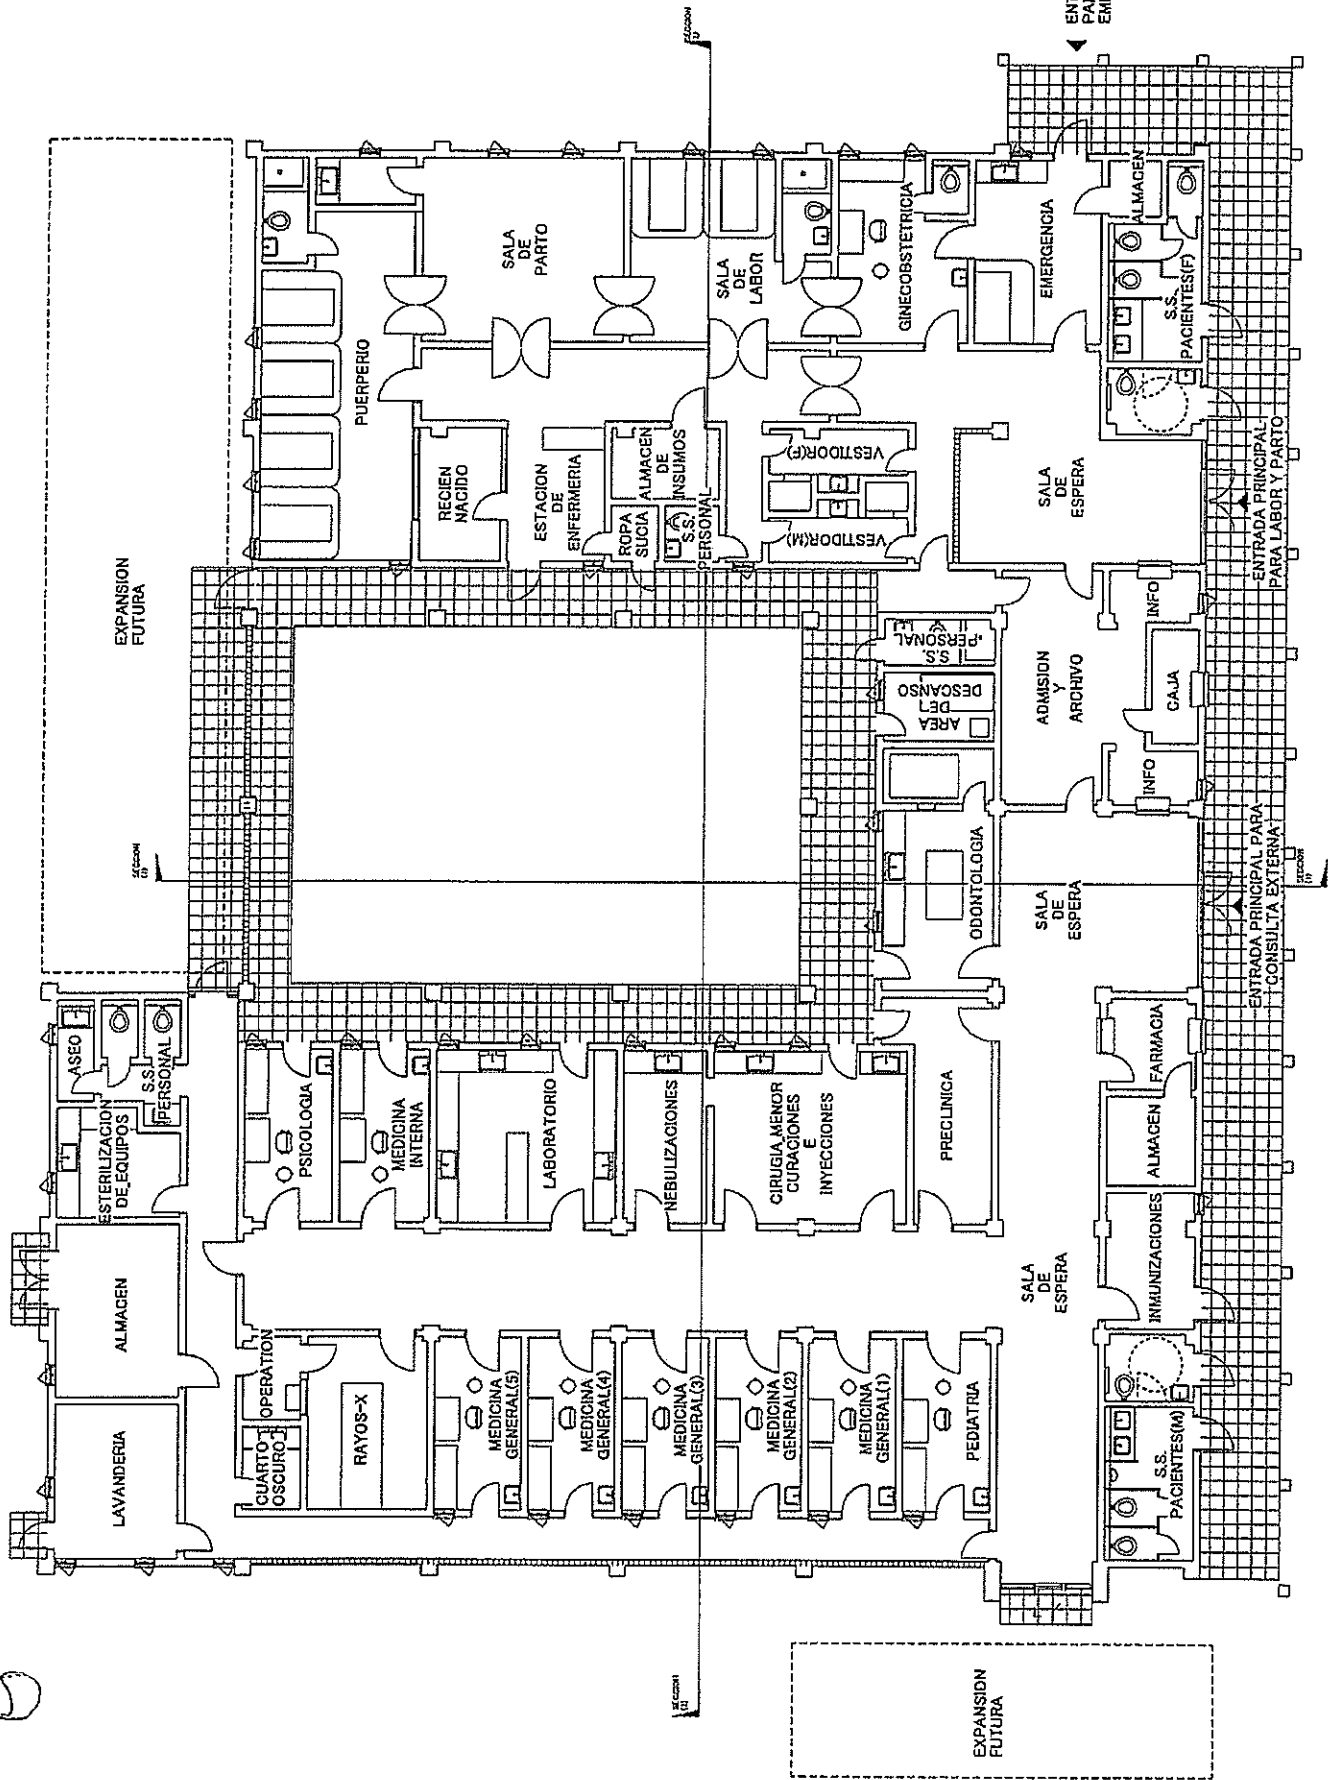 LAVANDERIA
ALMACEN
ESTERILIZACION
DE EQUIPOS
ASEO
S.S.
PERSONAL
EXPANSION
FUTURA
SECCION
CUARTO
OSCURO
OPERATION
RAYOS-X
PSICOLOGIA
MEDICINA
INTERNA
PUERPERIO
RECIEN
NACIDO
MEDICINA
GENERAL(5)
MEDICINA
GENERAL(4)
LABORATORIO
ESTACION
DE
ENFERMERIA
SALA
DE
PARTO
ROPA
SUCIA
ALMACEN
DE
INSUMOS
S.S.
PERSONAL
SECCION
SECCION
MEDICINA
GENERAL(3)
NEBULIZACIONES
SALA
DE
LABOR
MEDICINA
GENERAL(2)
CIRUGIA MENOR
CURACIONES
E
INYECCIONES
VESTIDOR(M)
VESTIDOR(F)
MEDICINA
GENERAL(1)
GINECOBSTETRICIA
PEDIATRIA
PRECLINICA
ODONTOLOGIA
AREA
DE
DESCANSO
S.S.
PERSONAL
EXPANSION
FUTURA
SALA
DE
ESPERA
SALA
DE
ESPERA
ADMISION
Y
ARCHIVO
SALA
DE
ESPERA
EMERGENCIA
S.S.
PACIENTES(M)
INMUNIZACIONES
ALMACEN
FARMACIA
INFO
CAJA
INFO
S.S.
PACIENTES(F)
ALMACEN
ENTRADA PRINCIPAL PARA
CONSULTA EXTERNA
ENTRADA PRINCIPAL
PARA LABOR Y PARTO
SECCION